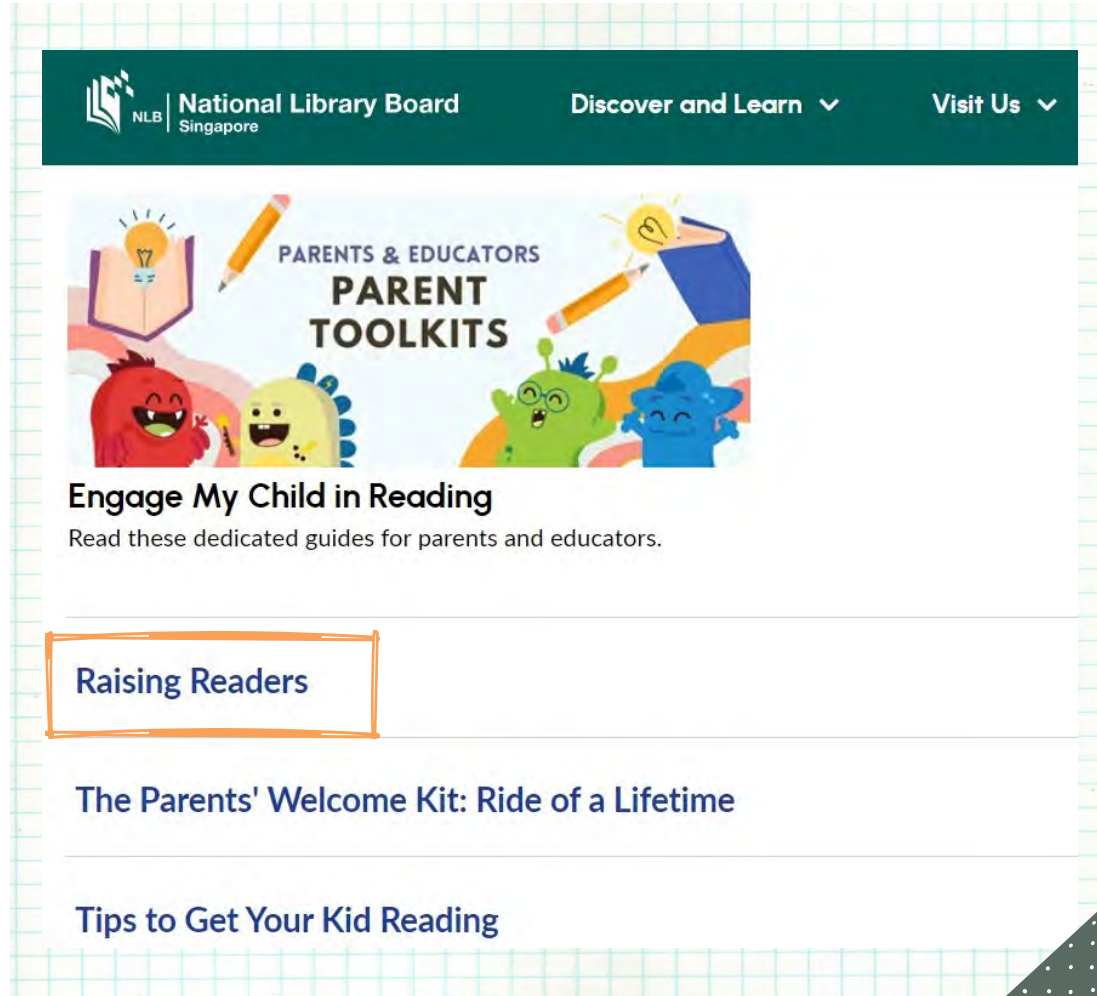 NLB National Library Board
Singapore
Discover and Learn
Visit Us
PARENTS & EDUCATORS
PARENT
TOOLKITS
Engage My Child in Reading
Read these dedicated guides for parents and educators.
Raising Readers
The Parents' Welcome Kit: Ride of a Lifetime
Tips to Get Your Kid Reading